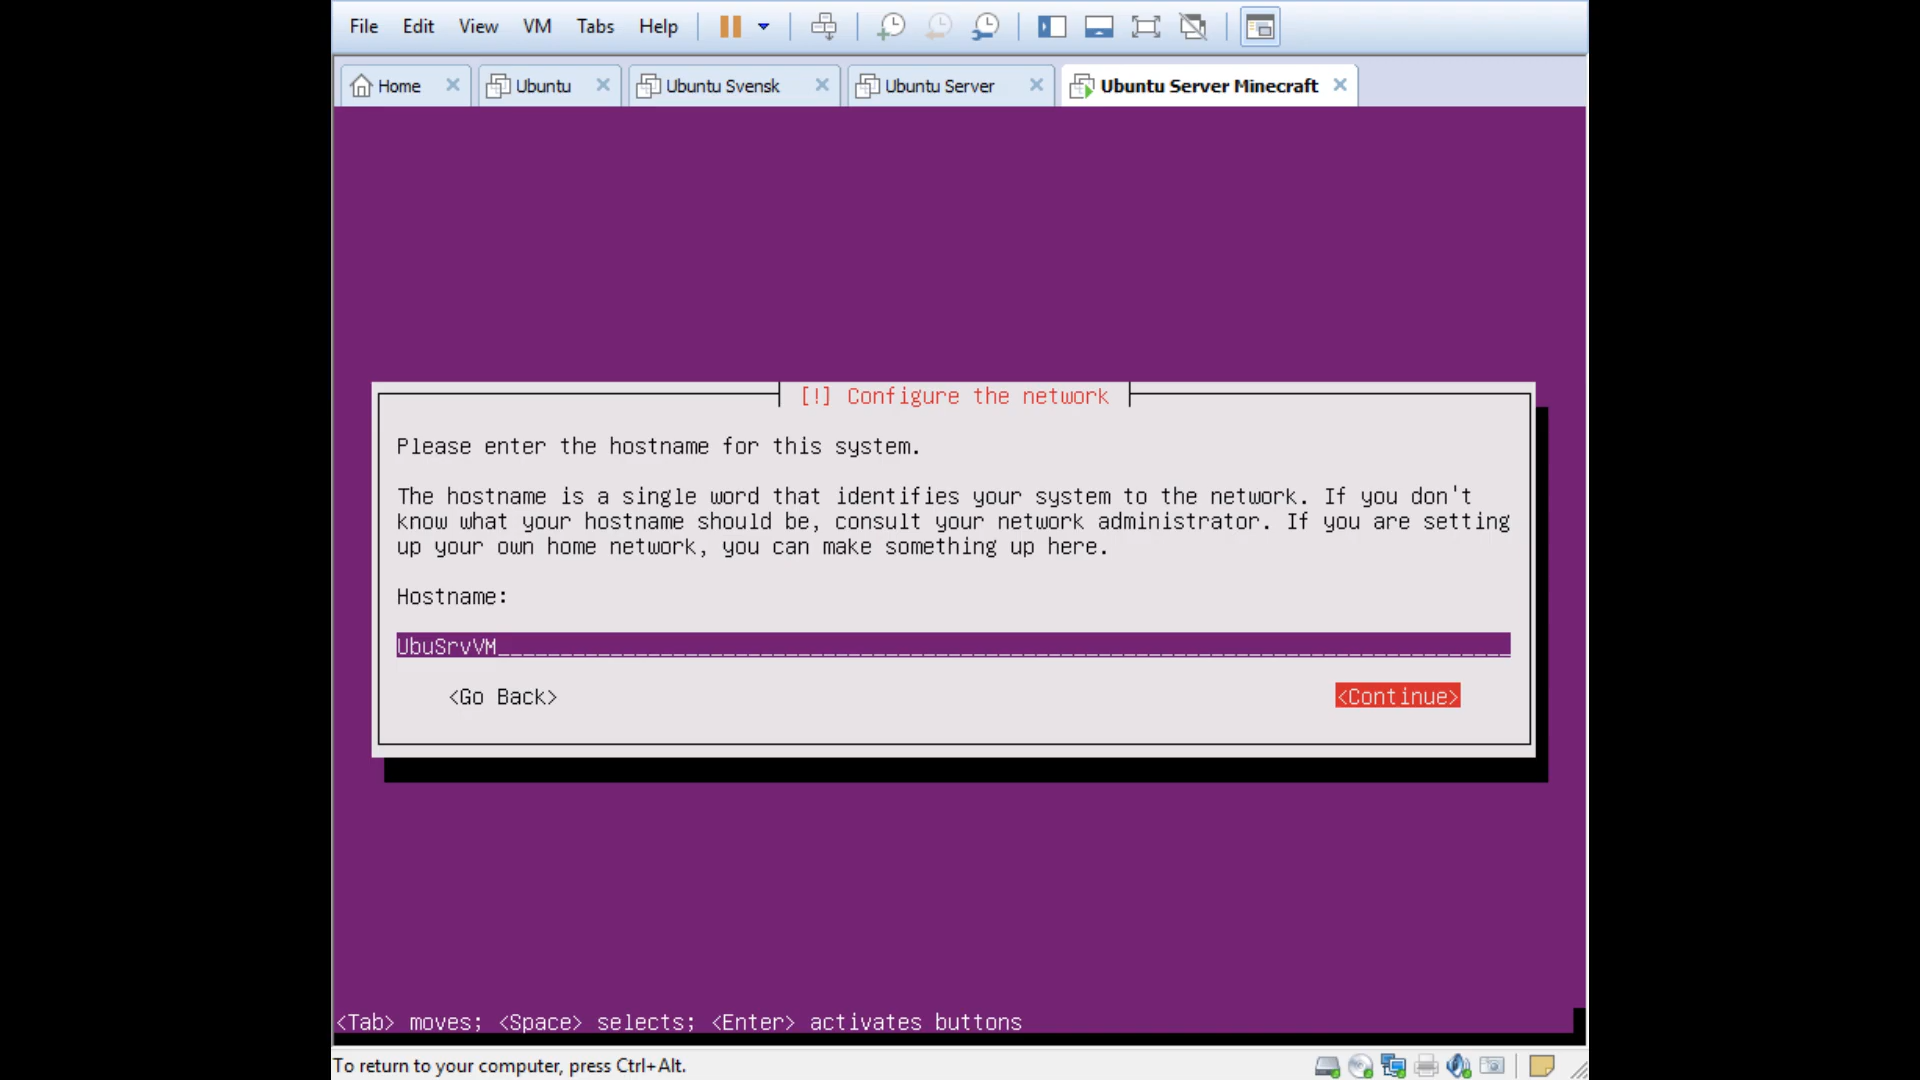 File Edit View VM Tabs Help
Home Ubuntu Ubuntu Svensk Ubuntu Server Ubuntu Server Minecraft
[!] Configure the network
Please enter the hostname for this system.
The hostname is a single word that identifies your system to the network. If you don't
know what your hostname should be, consult your network administrator. If you are setting
up your own home network, you can make something up here.
Hostname:
UbuSrvVM
<Go Back> <Continue>
<Tab> moves; <Space> selects; <Enter> activates buttons
To return to your computer, press Ctrl+Alt.